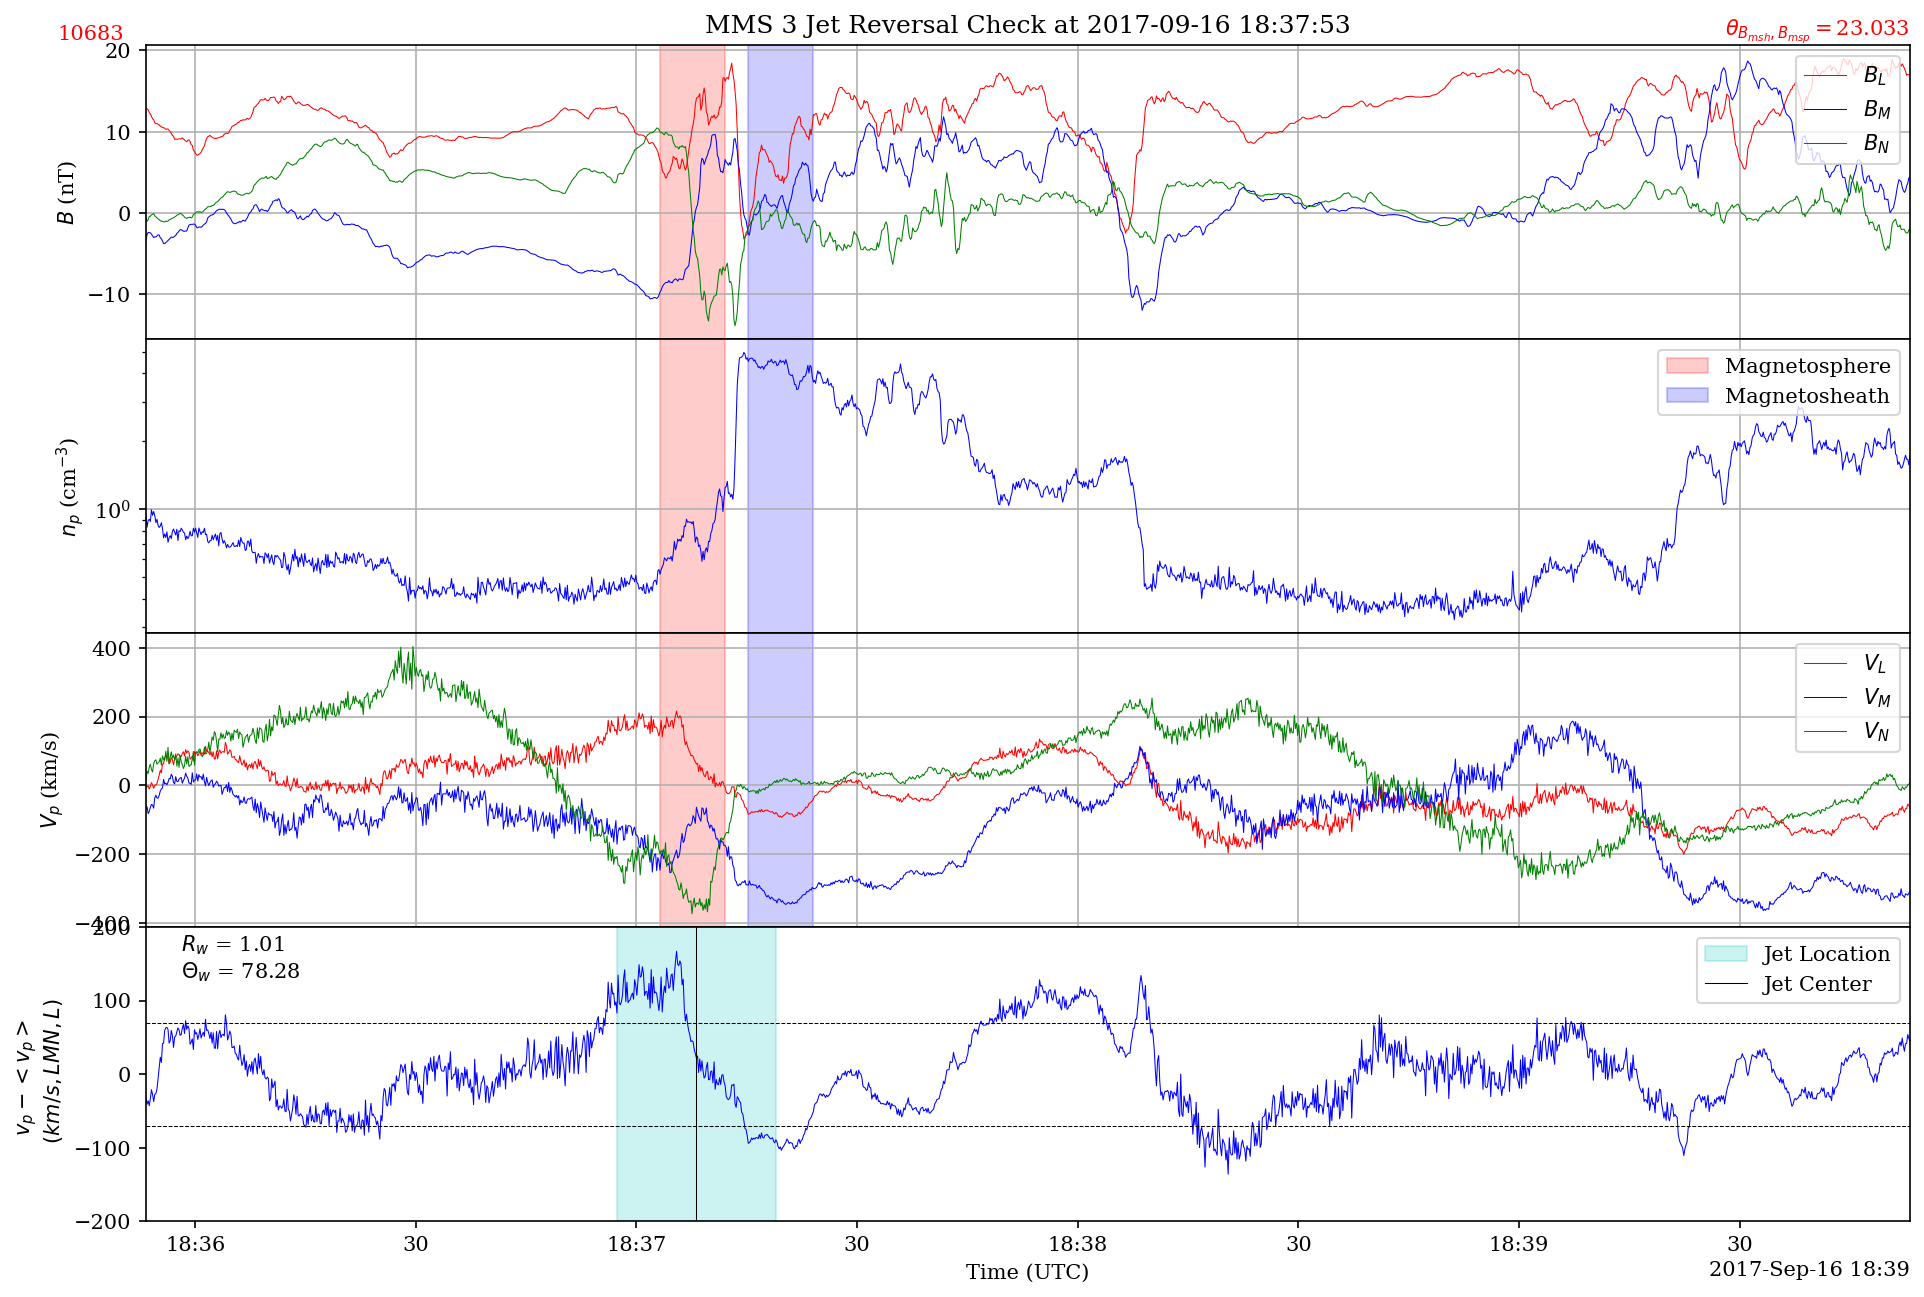 MMS 3 Jet Reversal Check at 2017-09-16 18:37:53
10683
θ_{B_{msh}, B_{msp}} = 23.033
20
10
0
−10
B (nT)
B_L
B_M
B_N
10^0
n_p (cm^{−3})
Magnetosphere
Magnetosheath
400
200
0
−200
−400
V_p (km/s)
V_L
V_M
V_N
200
100
0
−100
−200
v_p − <v_p>
(km/s, LMN, L)
R_w = 1.01
Θ_w = 78.28
Jet Location
Jet Center
18:36 30 18:37 30 18:38 30 18:39 30
Time (UTC)
2017-Sep-16 18:39